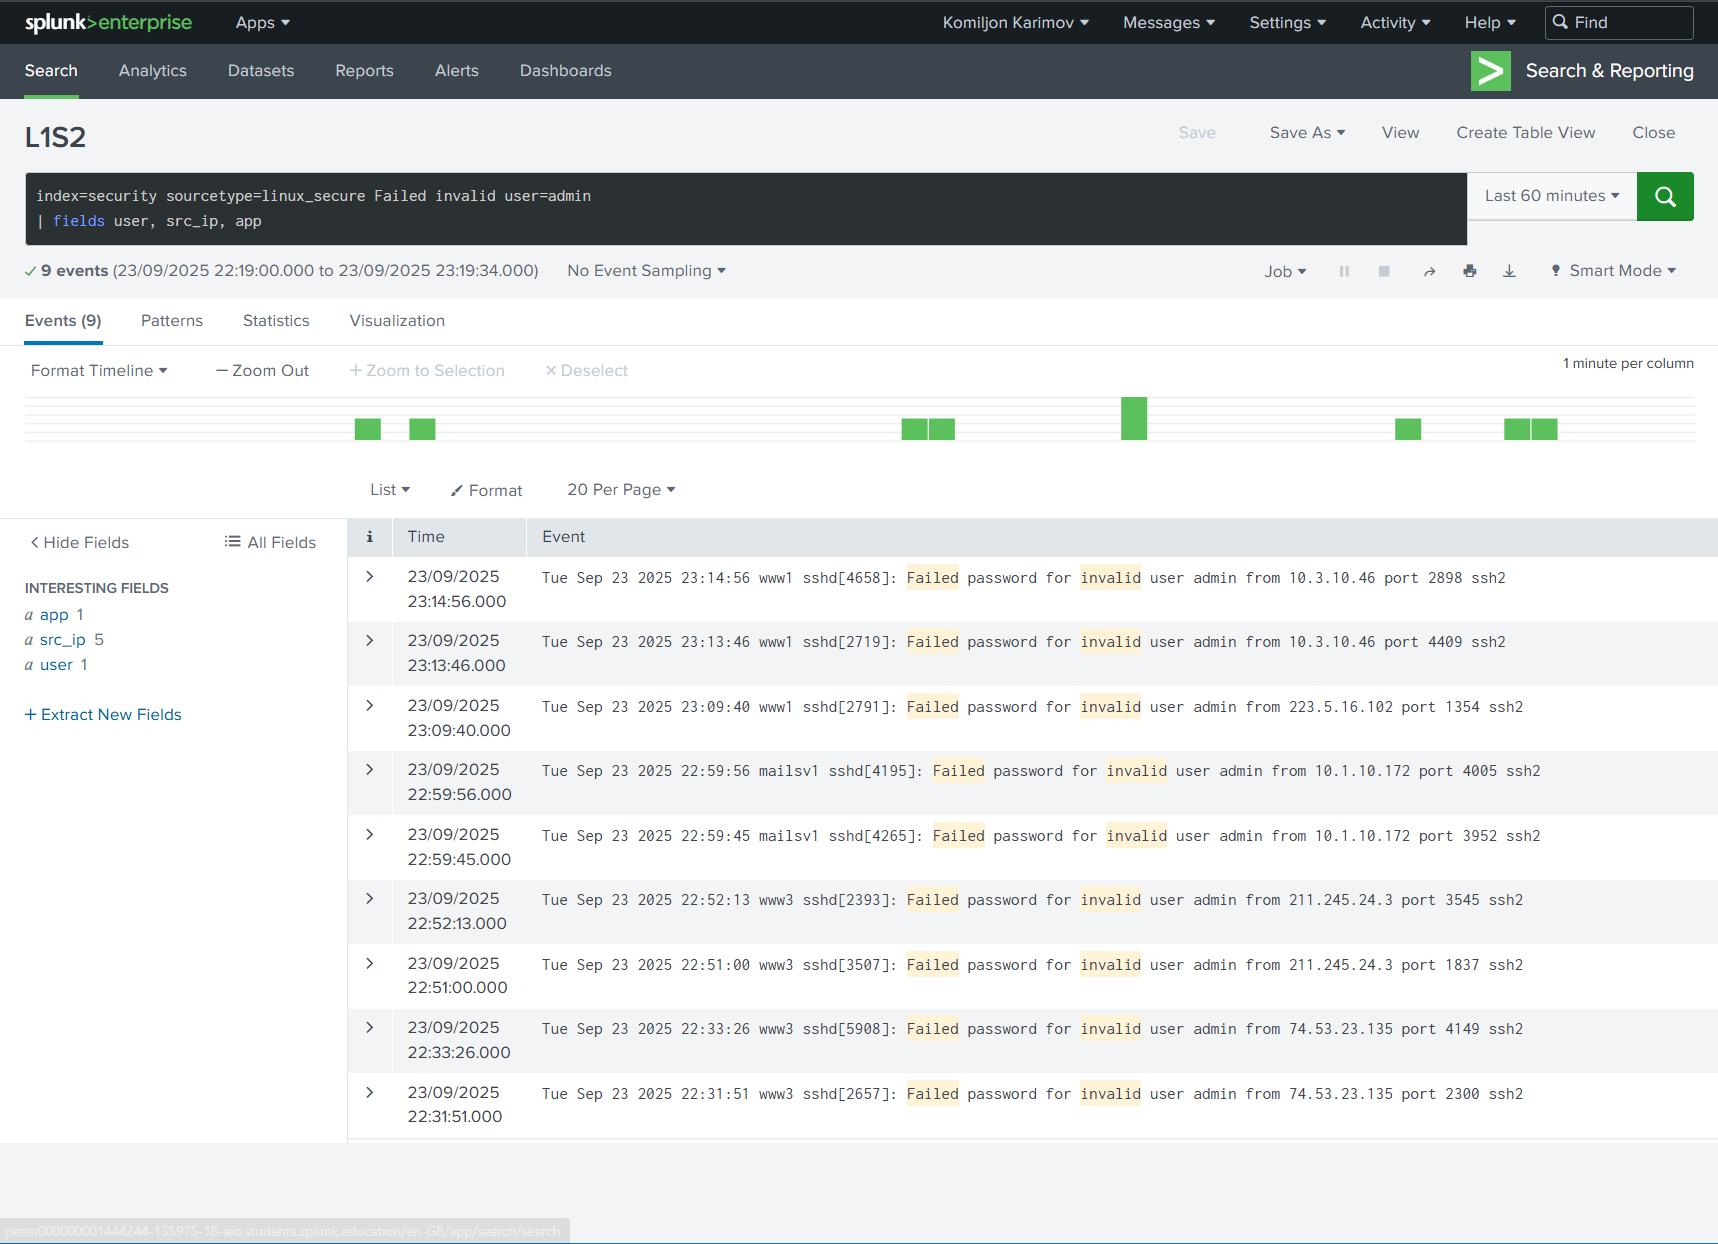 splunk>enterprise Apps Komiljon Karimov Messages Settings Activity Help Find
Search Analytics Datasets Reports Alerts Dashboards Search & Reporting
L1S2 Save Save As View Create Table View Close
index=security sourcetype=linux_secure Failed invalid user=admin
| fields user, src_ip, app
Last 60 minutes
9 events (23/09/2025 22:19:00.000 to 23/09/2025 23:19:34.000) No Event Sampling Job Smart Mode
Events (9) Patterns Statistics Visualization
Format Timeline — Zoom Out + Zoom to Selection × Deselect 1 minute per column
List Format 20 Per Page
< Hide Fields All Fields
INTERESTING FIELDS
a app 1
a src_ip 5
a user 1
+ Extract New Fields
i Time Event
23/09/2025 23:14:56.000 Tue Sep 23 2025 23:14:56 www1 sshd[4658]: Failed password for invalid user admin from 10.3.10.46 port 2898 ssh2
23/09/2025 23:13:46.000 Tue Sep 23 2025 23:13:46 www1 sshd[2719]: Failed password for invalid user admin from 10.3.10.46 port 4409 ssh2
23/09/2025 23:09:40.000 Tue Sep 23 2025 23:09:40 www1 sshd[2791]: Failed password for invalid user admin from 223.5.16.102 port 1354 ssh2
23/09/2025 22:59:56.000 Tue Sep 23 2025 22:59:56 mailsv1 sshd[4195]: Failed password for invalid user admin from 10.1.10.172 port 4005 ssh2
23/09/2025 22:59:45.000 Tue Sep 23 2025 22:59:45 mailsv1 sshd[4265]: Failed password for invalid user admin from 10.1.10.172 port 3952 ssh2
23/09/2025 22:52:13.000 Tue Sep 23 2025 22:52:13 www3 sshd[2393]: Failed password for invalid user admin from 211.245.24.3 port 3545 ssh2
23/09/2025 22:51:00.000 Tue Sep 23 2025 22:51:00 www3 sshd[3507]: Failed password for invalid user admin from 211.245.24.3 port 1837 ssh2
23/09/2025 22:33:26.000 Tue Sep 23 2025 22:33:26 www3 sshd[5908]: Failed password for invalid user admin from 74.53.23.135 port 4149 ssh2
23/09/2025 22:31:51.000 Tue Sep 23 2025 22:31:51 www3 sshd[2657]: Failed password for invalid user admin from 74.53.23.135 port 2300 ssh2
persn000000001444244-135975-18-aio.students.splunk.education/en-GB/app/search/search